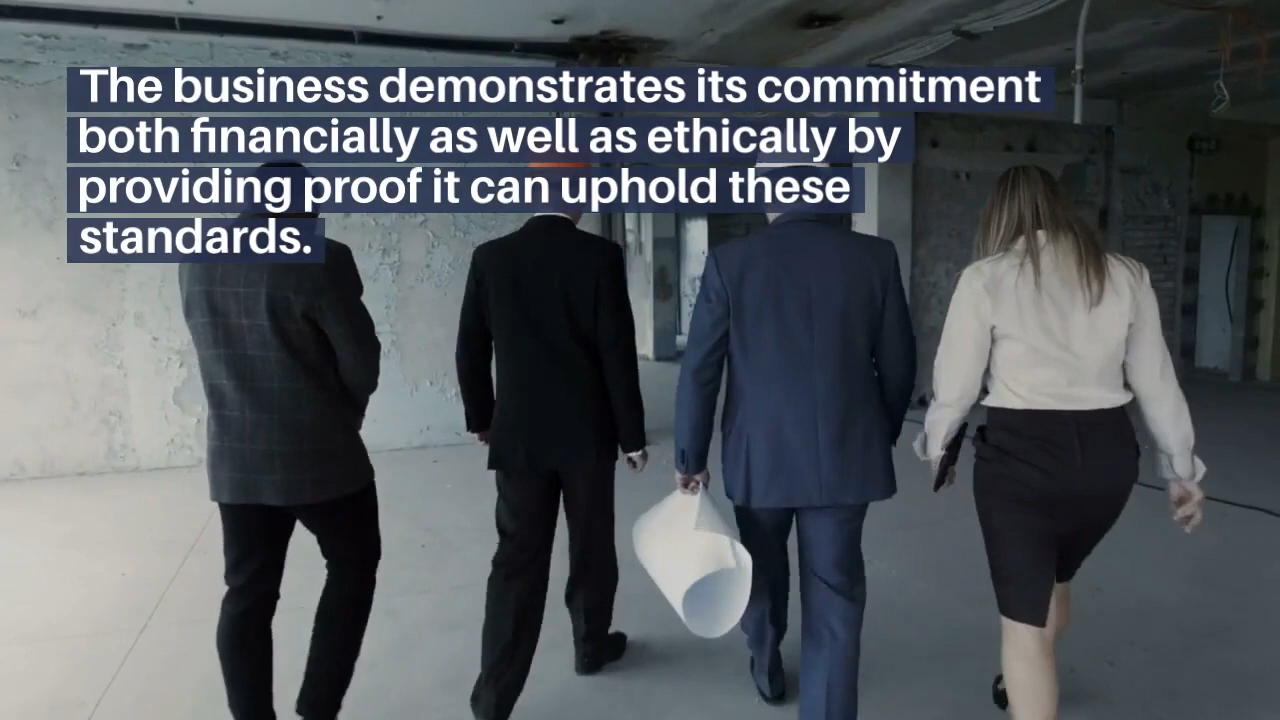 The business demonstrates its commitment
both financially as well as ethically by
providing proof it can uphold these
standards.